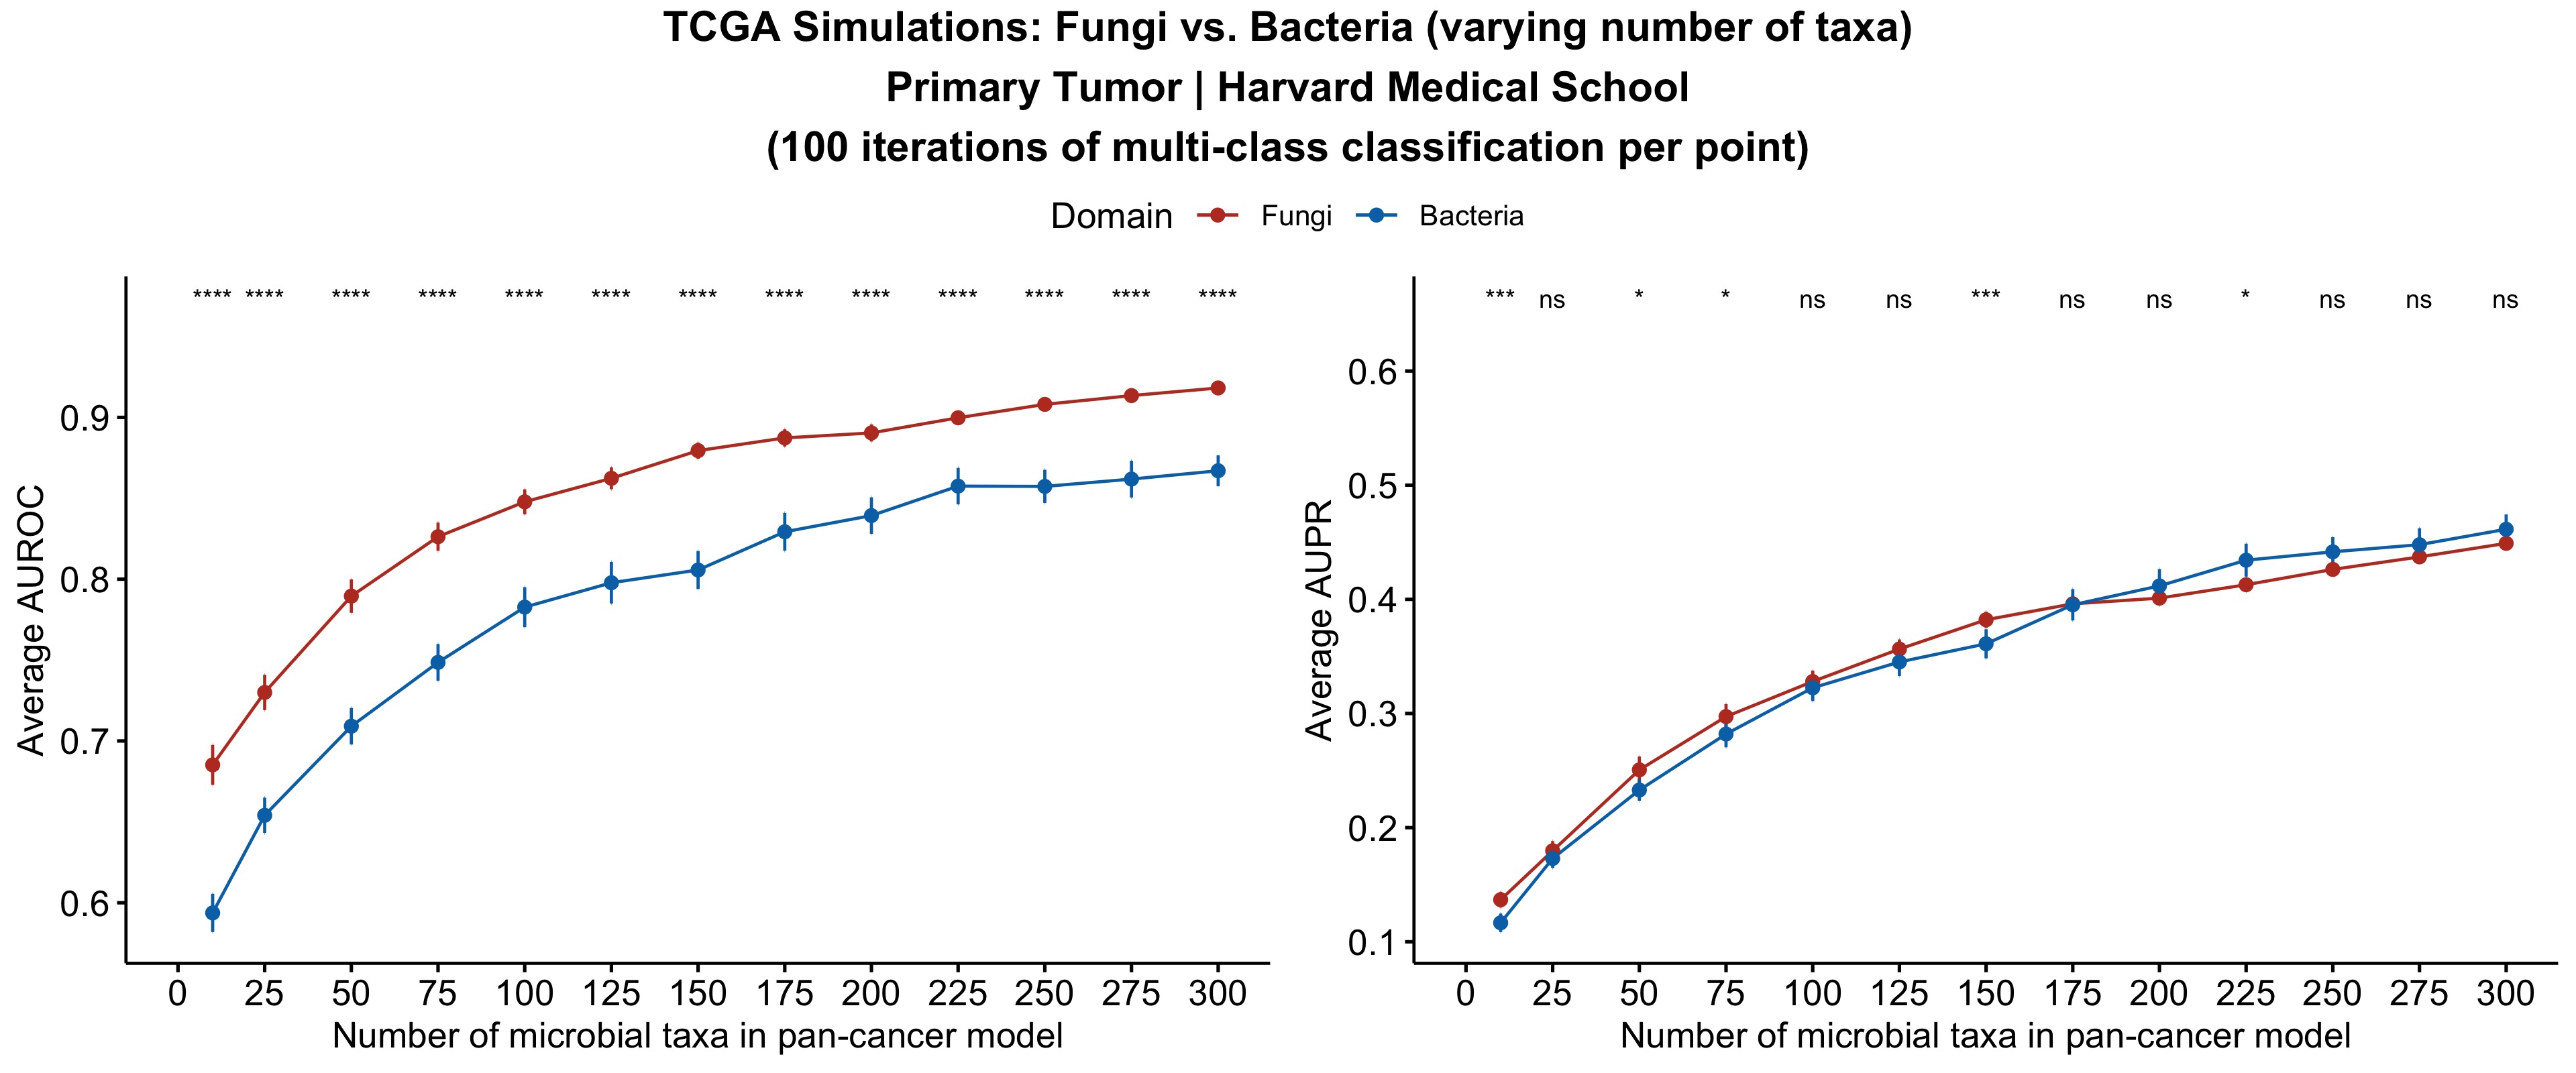 TCGA Simulations: Fungi vs. Bacteria (varying number of taxa)
Primary Tumor | Harvard Medical School
(100 iterations of multi-class classification per point)
Domain Fungi Bacteria
**** **** **** **** **** **** **** **** **** **** **** **** ****
0.9
0.8
0.7
0.6
Average AUROC
0 25 50 75 100 125 150 175 200 225 250 275 300
Number of microbial taxa in pan-cancer model
*** ns * * ns ns *** ns ns * ns ns ns
0.6
0.5
0.4
0.3
0.2
0.1
Average AUPR
0 25 50 75 100 125 150 175 200 225 250 275 300
Number of microbial taxa in pan-cancer model